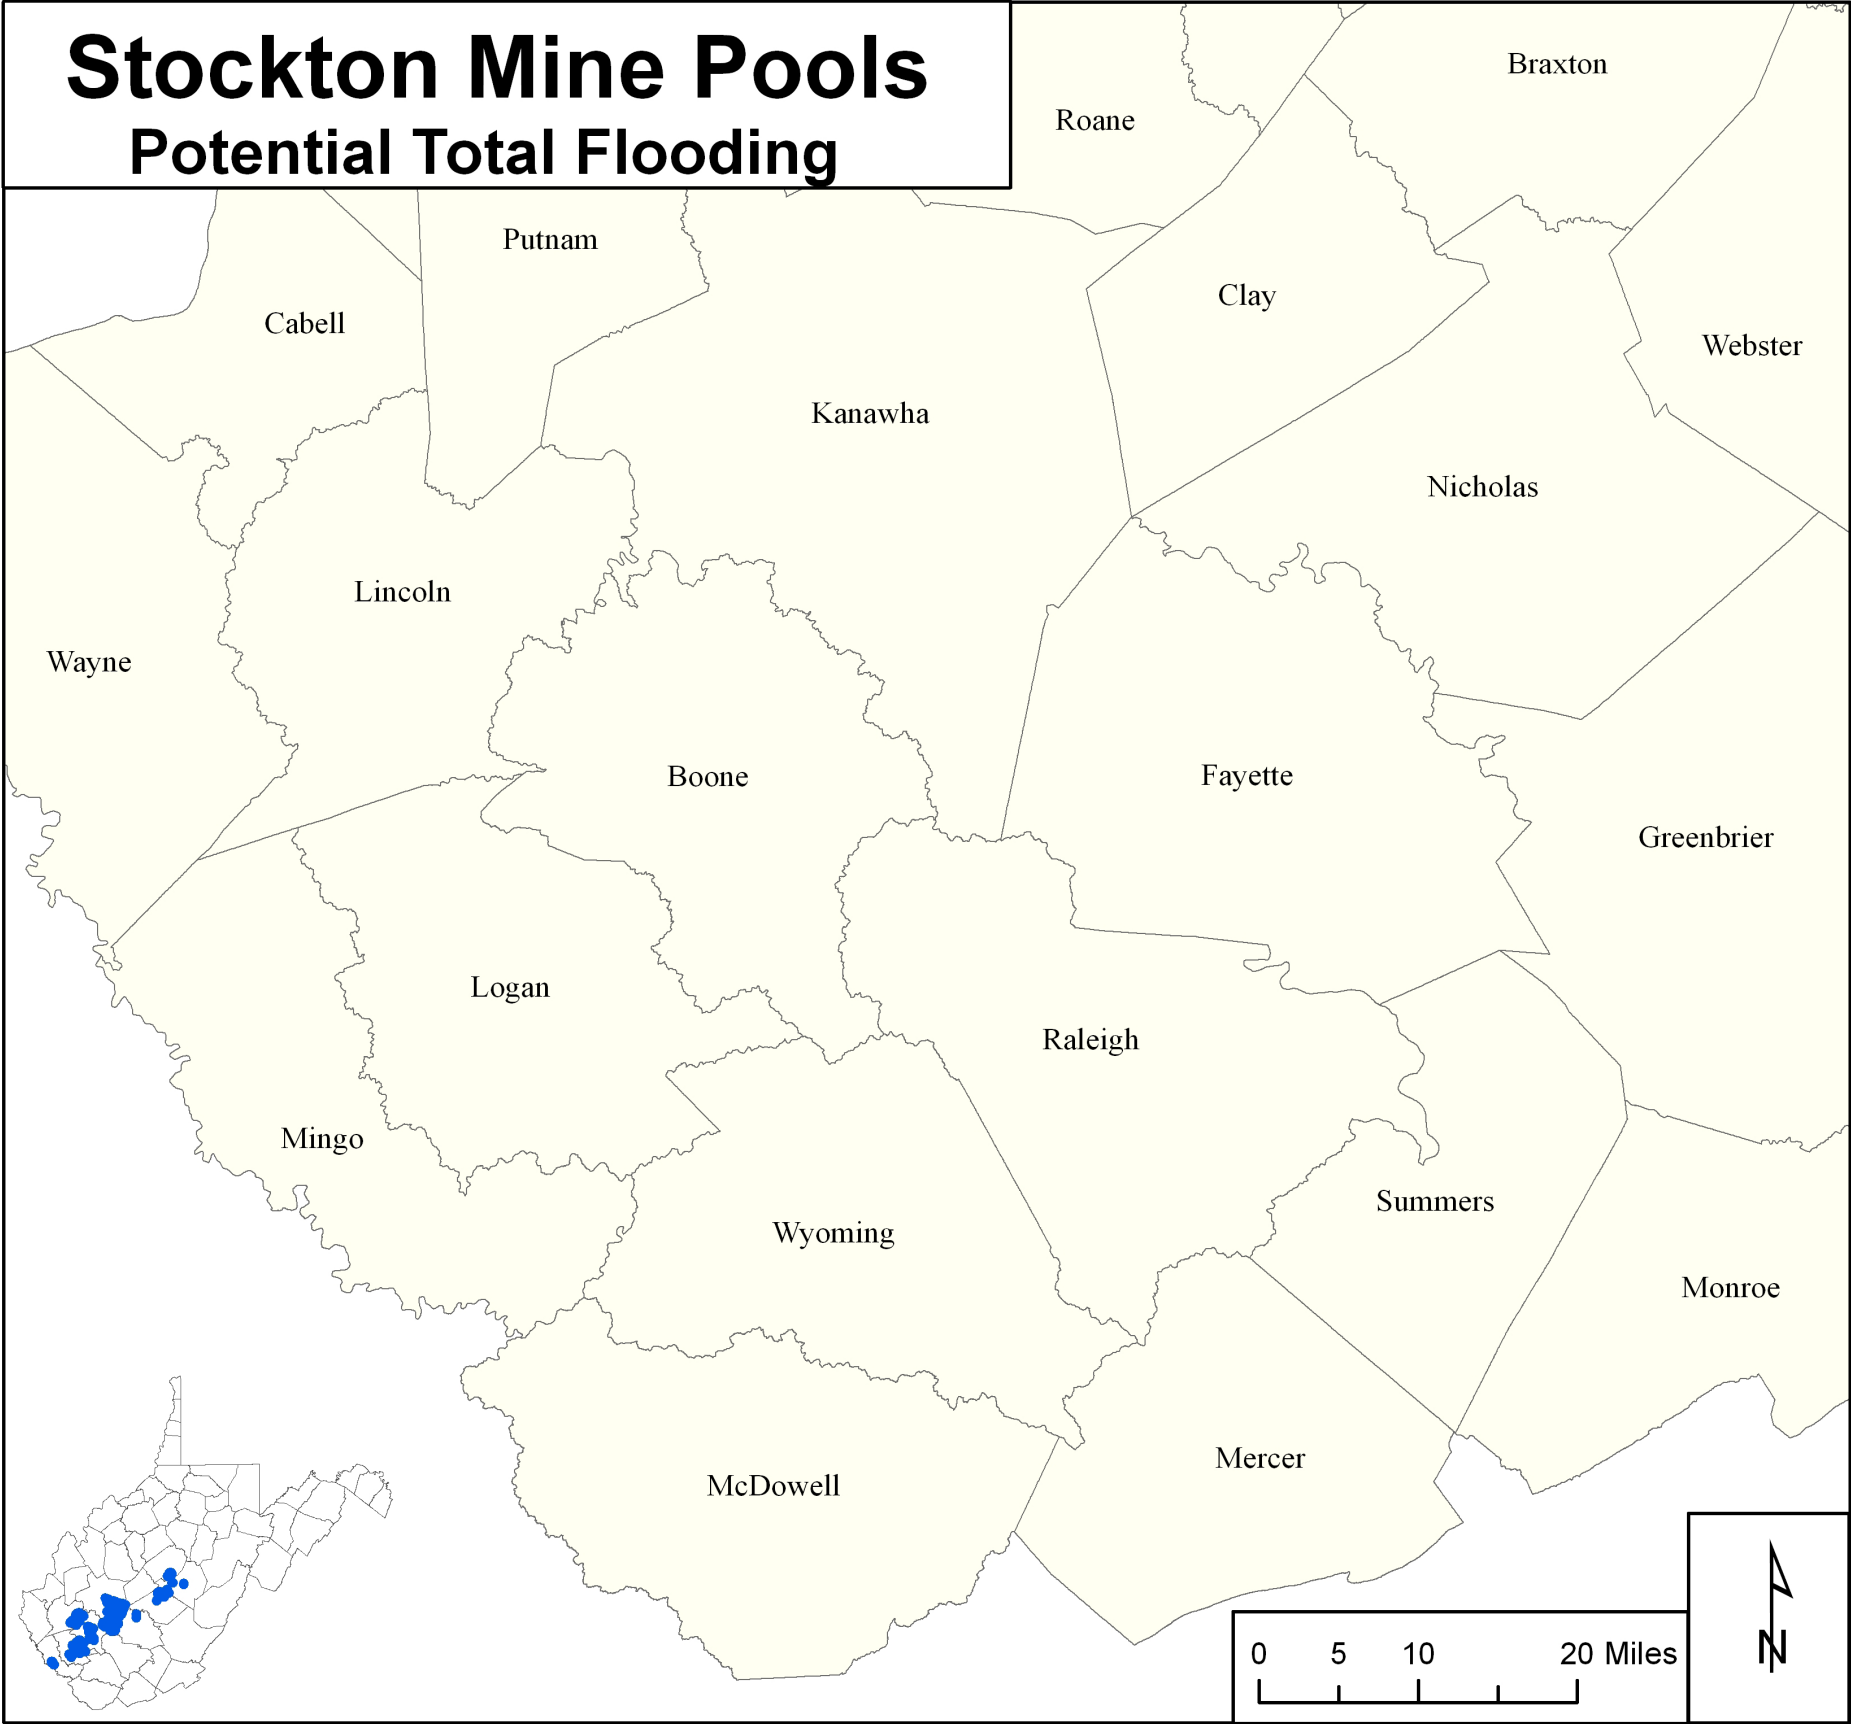 Stockton Mine Pools
Potential Total Flooding
Braxton
Roane
Putnam
Clay
Cabell
Webster
Kanawha
Nicholas
Lincoln
Wayne
Boone
Fayette
Greenbrier
Logan
Raleigh
Mingo
Summers
Wyoming
Monroe
McDowell
Mercer
0 5 10 20 Miles
N